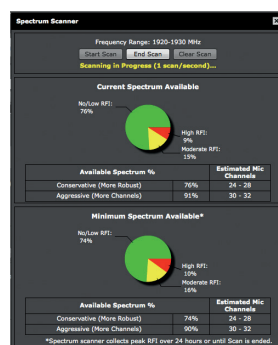 Spectrum Scanner
Frequency Range: 1920-1930 MHz
Start Scan End Scan Clear Scan
Scanning in Progress (1 scan/second)...
Current Spectrum Available
No/Low RFI:
76%
High RFI:
9%
Moderate RFI:
15%
Available Spectrum % Estimated Mic Channels
Conservative (More Robust) 76% 24 - 28
Aggressive (More Channels) 91% 30 - 32
Minimum Spectrum Available*
No/Low RFI:
74%
High RFI:
10%
Moderate RFI:
16%
Available Spectrum % Estimated Mic Channels
Conservative (More Robust) 74% 24 - 28
Aggressive (More Channels) 90% 30 - 32
*Spectrum scanner collects peak RFI over 24 hours or until Scan is ended.